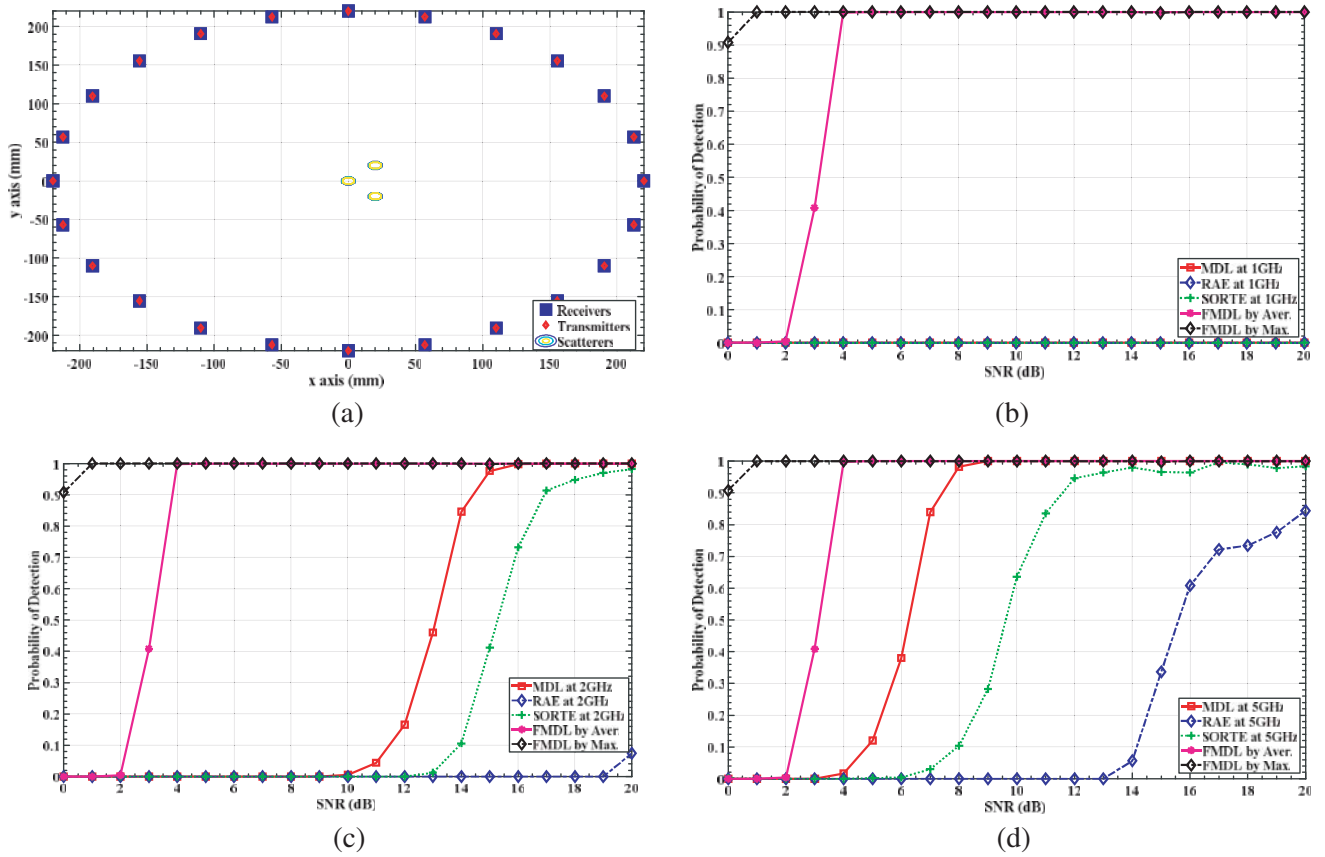 200
150
100
50
0
-50
-100
-150
-200
y axis (mm)
-200 -150 -100 -50 0 50 100 150 200
x axis (mm)
Receivers
Transmitters
Scatterers
(a)
1
0.9
0.8
0.7
0.6
0.5
0.4
0.3
0.2
0.1
0
Probability of Detection
0 2 4 6 8 10 12 14 16 18 20
SNR (dB)
MDL at 1GHz
RAE at 1GHz
SORTE at 1GHz
FMDL by Aver.
FMDL by Max.
(b)
1
0.9
0.8
0.7
0.6
0.5
0.4
0.3
0.2
0.1
0
Probability of Detection
0 2 4 6 8 10 12 14 16 18 20
SNR (dB)
MDL at 2GHz
RAE at 2GHz
SORTE at 2GHz
FMDL by Aver.
FMDL by Max.
(c)
1
0.9
0.8
0.7
0.6
0.5
0.4
0.3
0.2
0.1
0
Probability of Detection
0 2 4 6 8 10 12 14 16 18 20
SNR (dB)
MDL at 5GHz
RAE at 5GHz
SORTE at 5GHz
FMDL by Aver.
FMDL by Max.
(d)